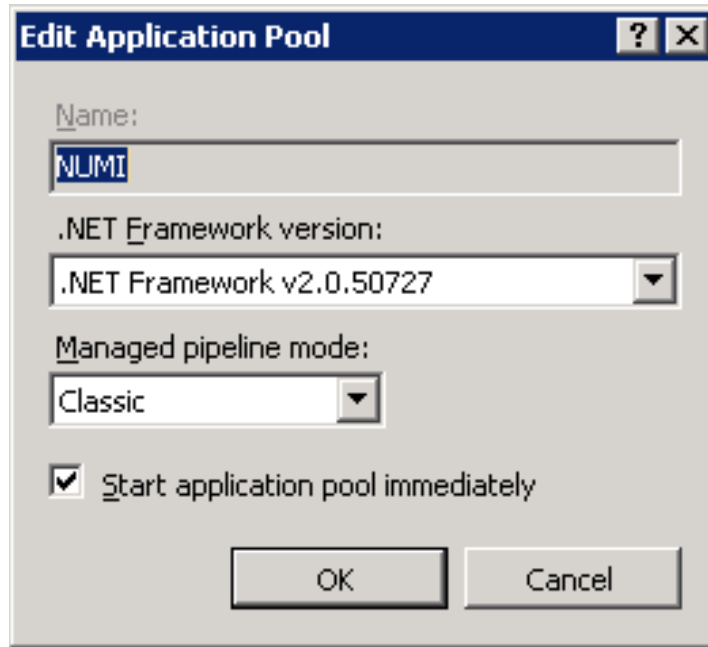 Edit Application Pool
Name:
NUMI
.NET Framework version:
.NET Framework v2.0.50727
Managed pipeline mode:
Classic
Start application pool immediately
OK Cancel